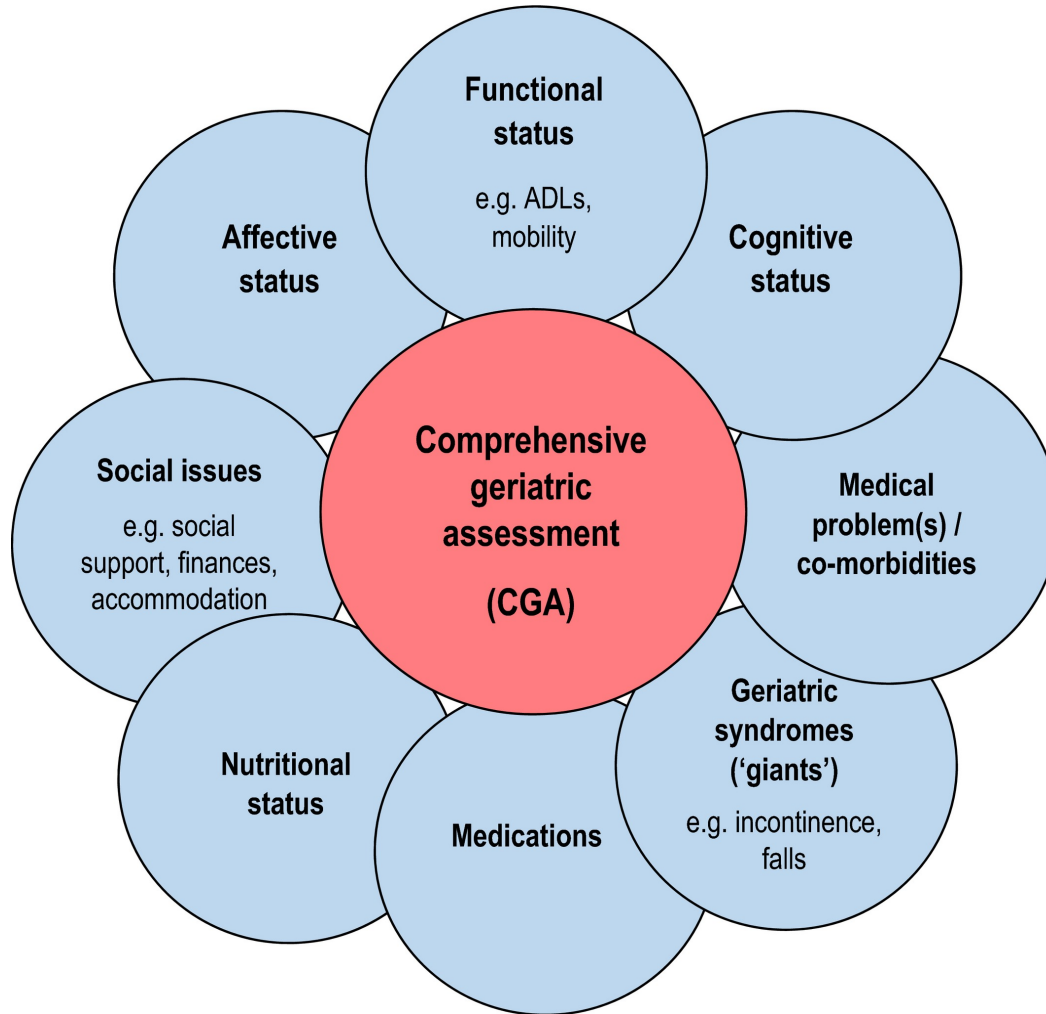 Functional
status
e.g. ADLs,
mobility
Affective
status
Cognitive
status
Comprehensive
geriatric
assessment
(CGA)
Social issues
e.g. social
support, finances,
accommodation
Medical
problem(s) /
co-morbidities
Geriatric
syndromes
(‘giants’)
e.g. incontinence,
falls
Nutritional
status
Medications